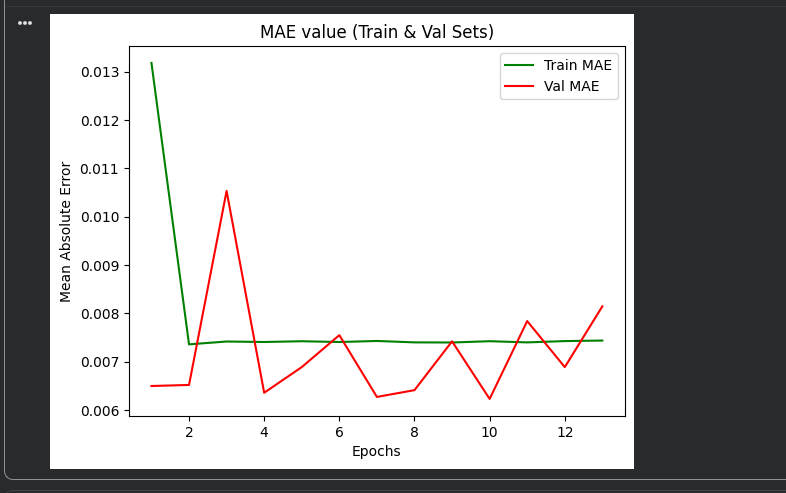 MAE value (Train & Val Sets)
Train MAE
Val MAE
0.013
0.012
0.011
0.010
0.009
0.008
0.007
0.006
Mean Absolute Error
2 4 6 8 10 12
Epochs